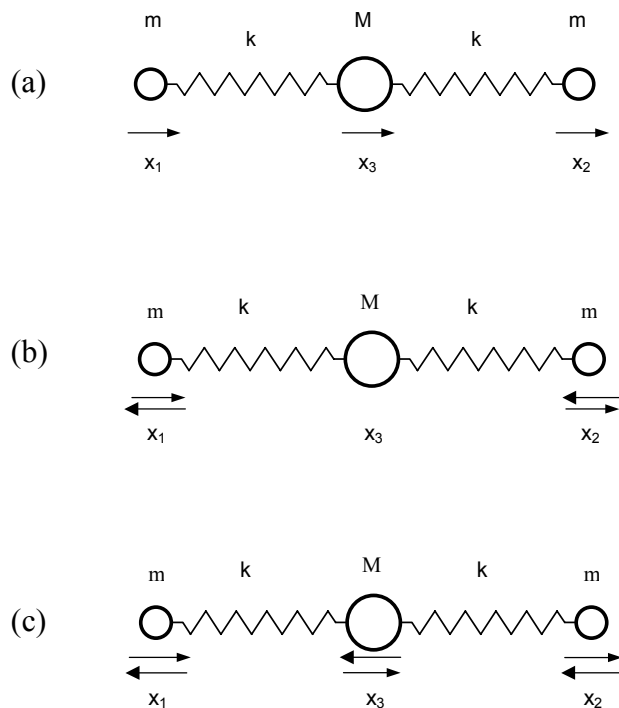 m M m
k k
(a)
x₁ x₃ x₂
M
m k k m
(b)
x₁ x₃ x₂
M
m k k m
(c)
x₁ x₃ x₂